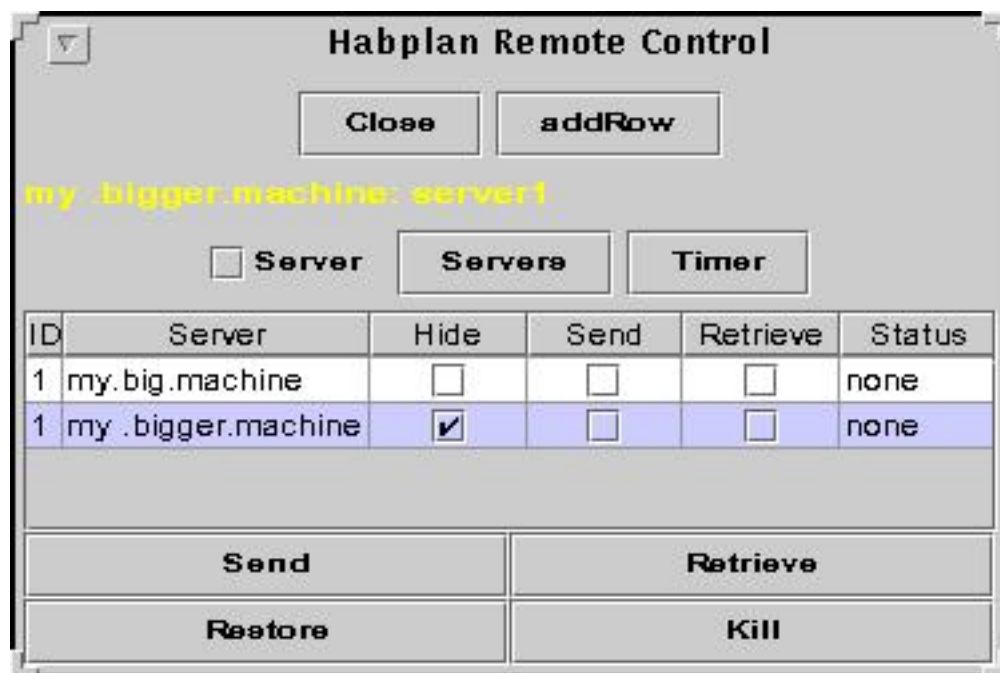 Habplan Remote Control
Close addRow
my .bigger.machine: server1
Server Servers Timer
ID Server Hide Send Retrieve Status
1 my.big.machine none
1 my .bigger.machine none
Send Retrieve
Restore Kill